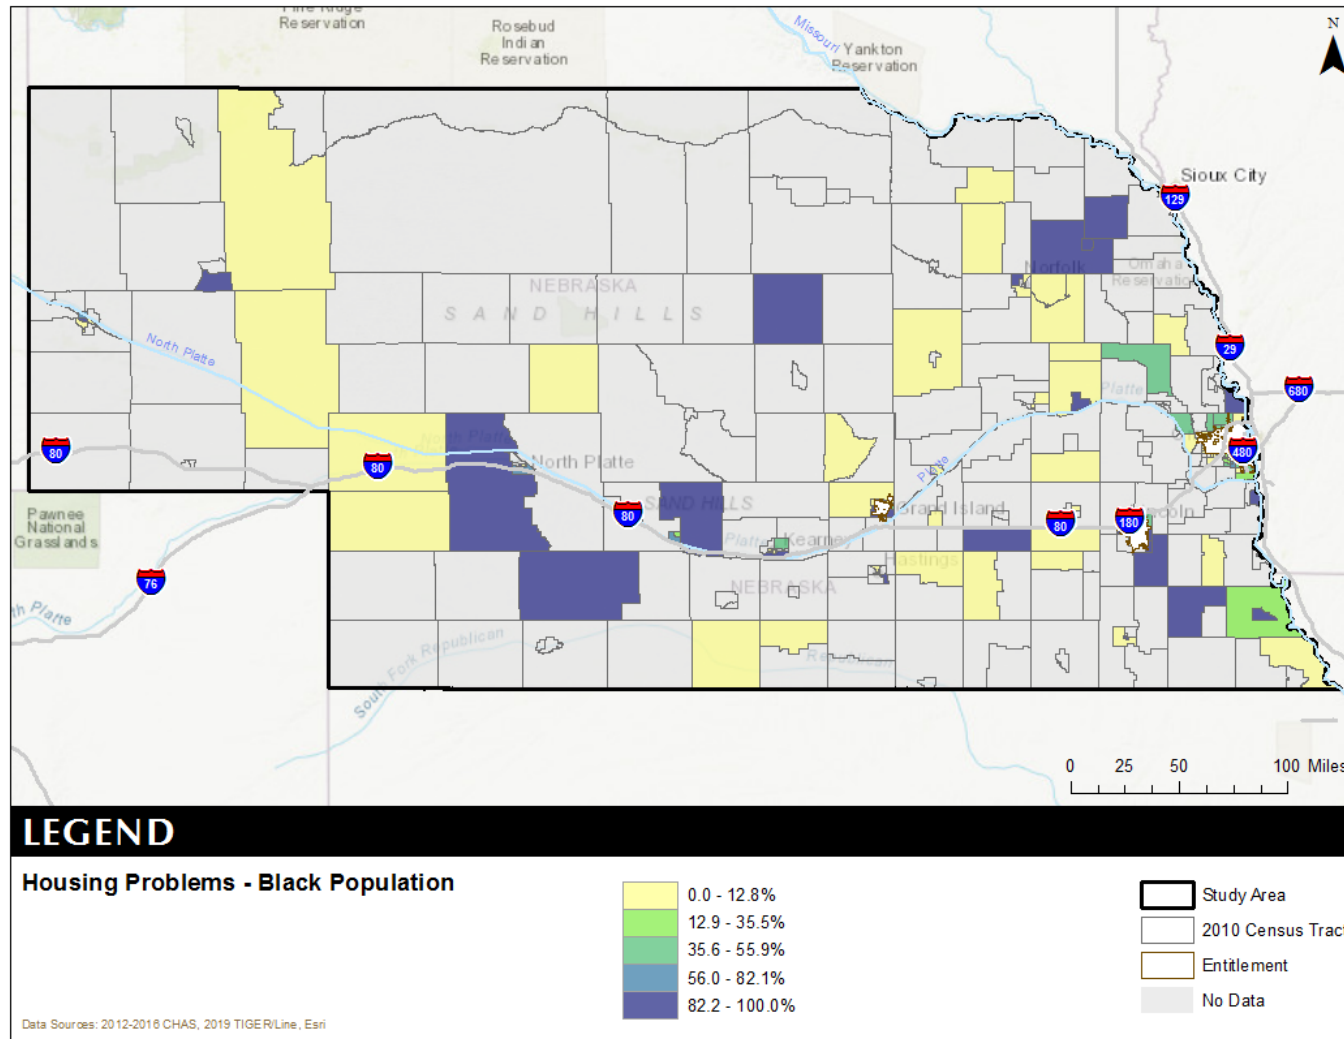 Pine Ridge
Reservation
Rosebud
Indian
Reservation
Missouri
Yankton
Reservation
N
Sioux City
129
Norfolk
Omaha
Reservation
NEBRASKA
SAND HILLS
North Platte
29
Platte
680
80
North Platte
80
North Platte
480
Pawnee
National
Grasslands
SAND HILLS
80
Platte
Grand Island
80
180
Lincoln
Platte
Kearney
Hastings
76
NEBRASKA
th Platte
South Fork Republican
Republican
0 25 50 100 Miles
LEGEND
Housing Problems - Black Population
0.0 - 12.8%
12.9 - 35.5%
35.6 - 55.9%
56.0 - 82.1%
82.2 - 100.0%
Study Area
2010 Census Tract
Entitlement
No Data
Data Sources: 2012-2016 CHAS, 2019 TIGER/Line, Esri